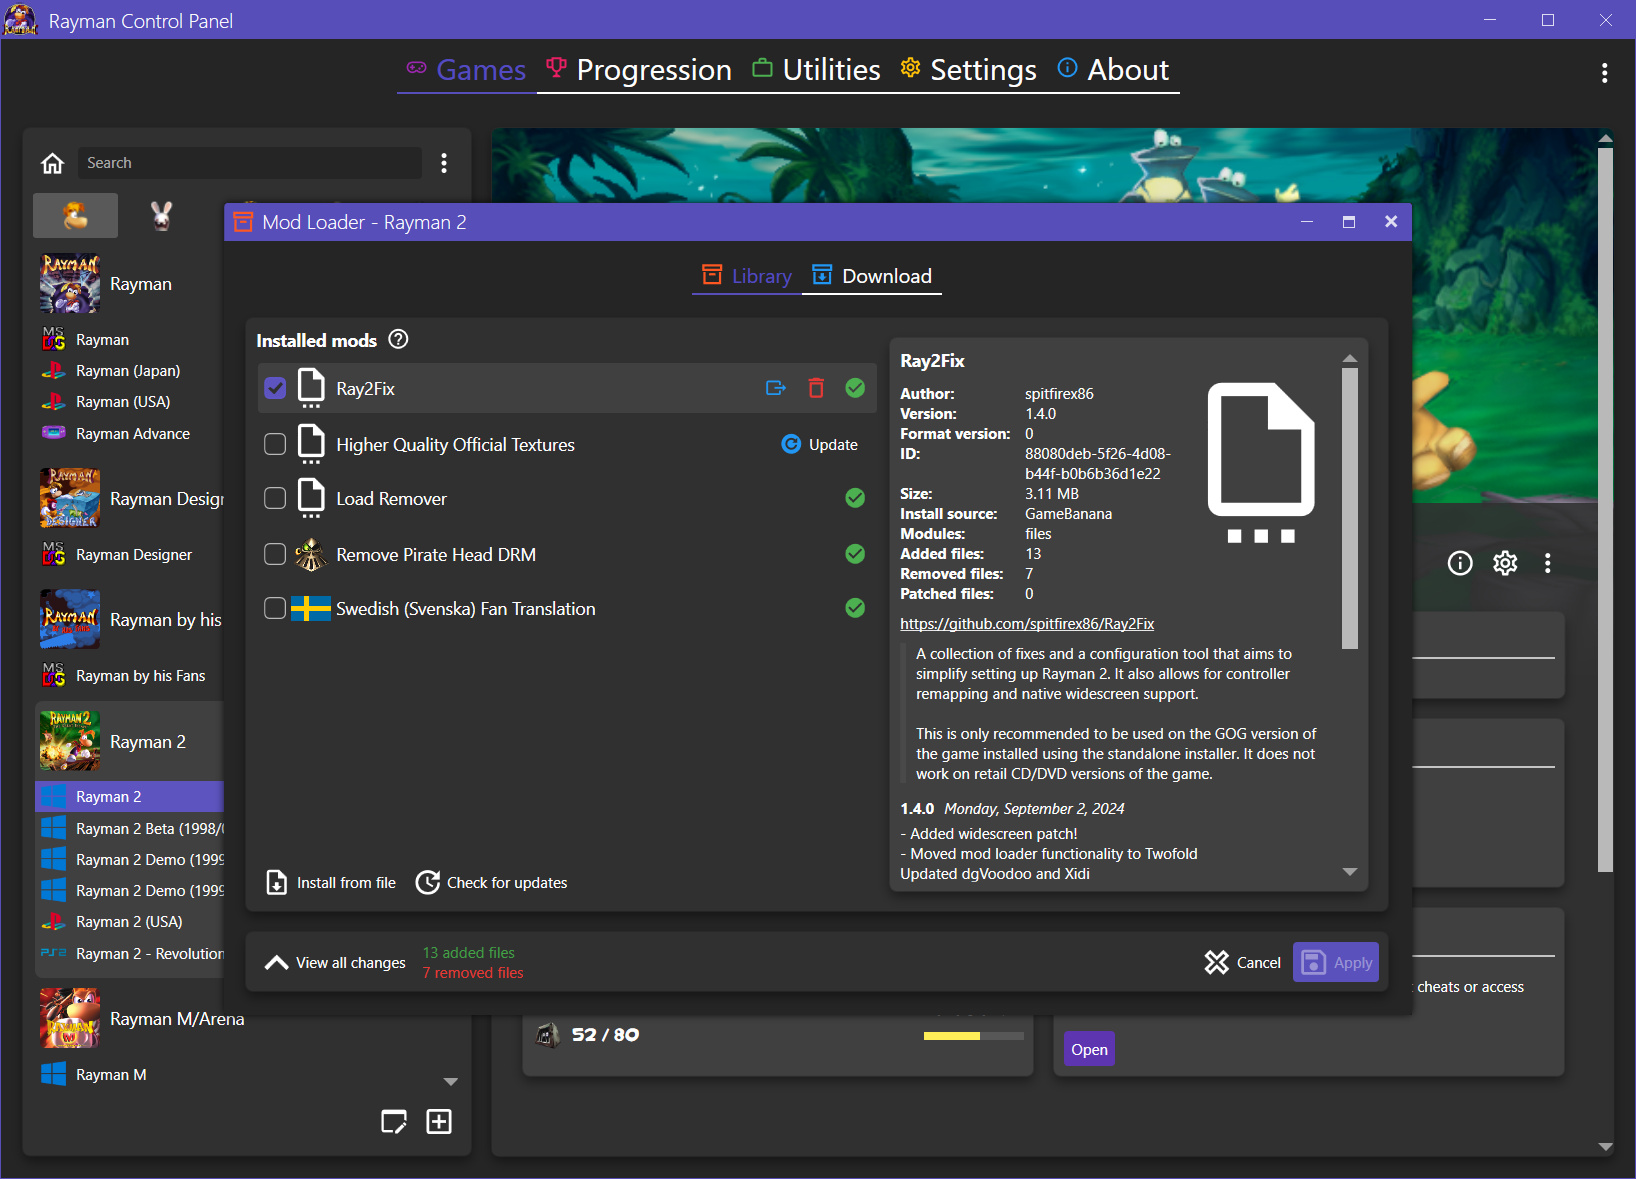 Rayman Control Panel
Games
Progression
Utilities
Settings
About
Search
Rayman
Rayman
Rayman (Japan)
Rayman (USA)
Rayman Advance
Rayman Desig
Rayman Designer
Rayman by his
Rayman by his Fans
Rayman 2
Rayman 2
Rayman 2 Beta (1998/
Rayman 2 Demo (1999
Rayman 2 Demo (1999
Rayman 2 (USA)
Rayman 2 - Revolution
Rayman M/Arena
Rayman M
Mod Loader - Rayman 2
Library
Download
Installed mods
Ray2Fix
Higher Quality Official Textures
Update
Load Remover
Remove Pirate Head DRM
Swedish (Svenska) Fan Translation
Install from file
Check for updates
Ray2Fix
Author: spitfirex86
Version: 1.4.0
Format version: 0
ID: 88080deb-5f26-4d08-
b44f-b0b6b36d1e22
Size: 3.11 MB
Install source: GameBanana
Modules: files
Added files: 13
Removed files: 7
Patched files: 0
https://github.com/spitfirex86/Ray2Fix
A collection of fixes and a configuration tool that aims to
simplify setting up Rayman 2. It also allows for controller
remapping and native widescreen support.
This is only recommended to be used on the GOG version of
the game installed using the standalone installer. It does not
work on retail CD/DVD versions of the game.
1.4.0 Monday, September 2, 2024
- Added widescreen patch!
- Moved mod loader functionality to Twofold
Updated dgVoodoo and Xidi
View all changes
13 added files
7 removed files
Cancel
Apply
cheats or access
52 / 80
Open